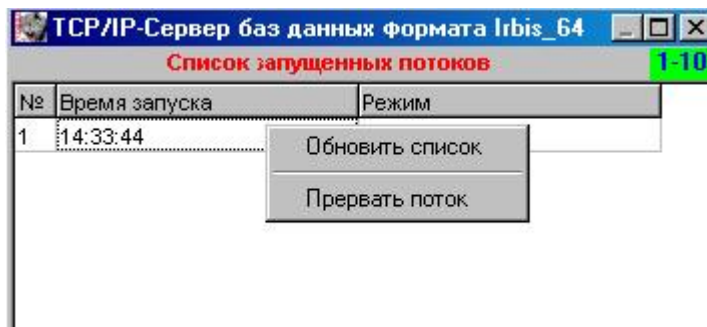 TCP/IP-Сервер баз данных формата Irbis_64
Список запущенных потоков 1-10
№ Время запуска Режим
1 14:33:44
Обновить список
Прервать поток